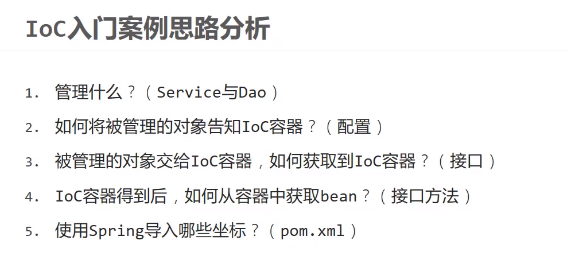 IoC入门案例思路分析
1. 管理什么？（Service与Dao）
2. 如何将被管理的对象告知IoC容器？（配置）
3. 被管理的对象交给IoC容器，如何获取到IoC容器？（接口）
4. IoC容器得到后，如何从容器中获取bean？（接口方法）
5. 使用Spring导入哪些坐标？（pom.xml）